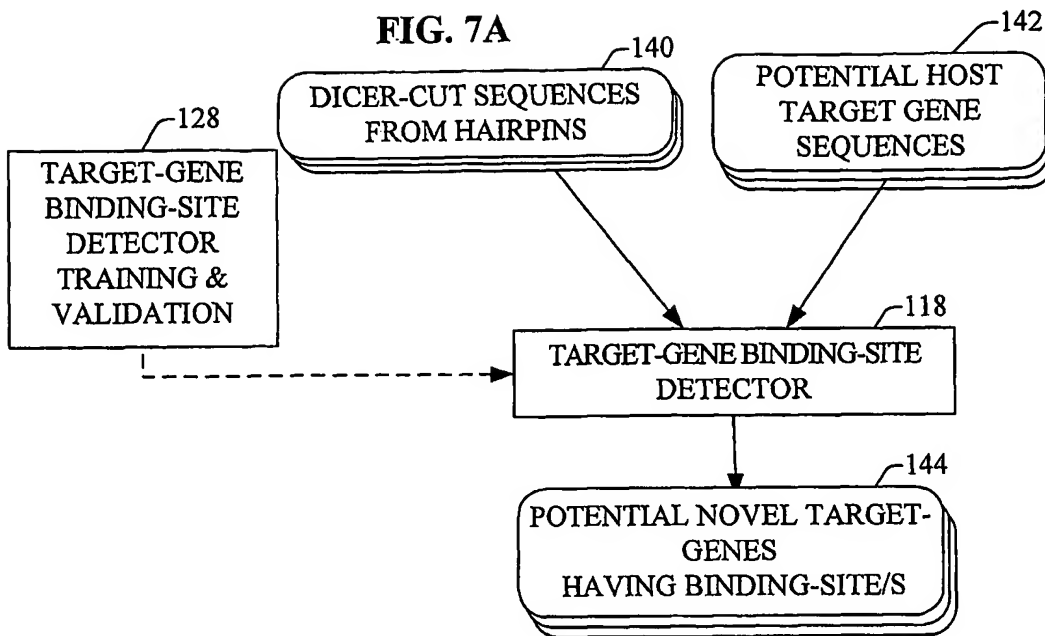 FIG. 7A
140
142
DICER-CUT SEQUENCES
FROM HAIRPINS
POTENTIAL HOST
TARGET GENE
SEQUENCES
128
TARGET-GENE
BINDING-SITE
DETECTOR
TRAINING &
VALIDATION
118
TARGET-GENE BINDING-SITE
DETECTOR
144
POTENTIAL NOVEL TARGET-
GENES
HAVING BINDING-SITE/S